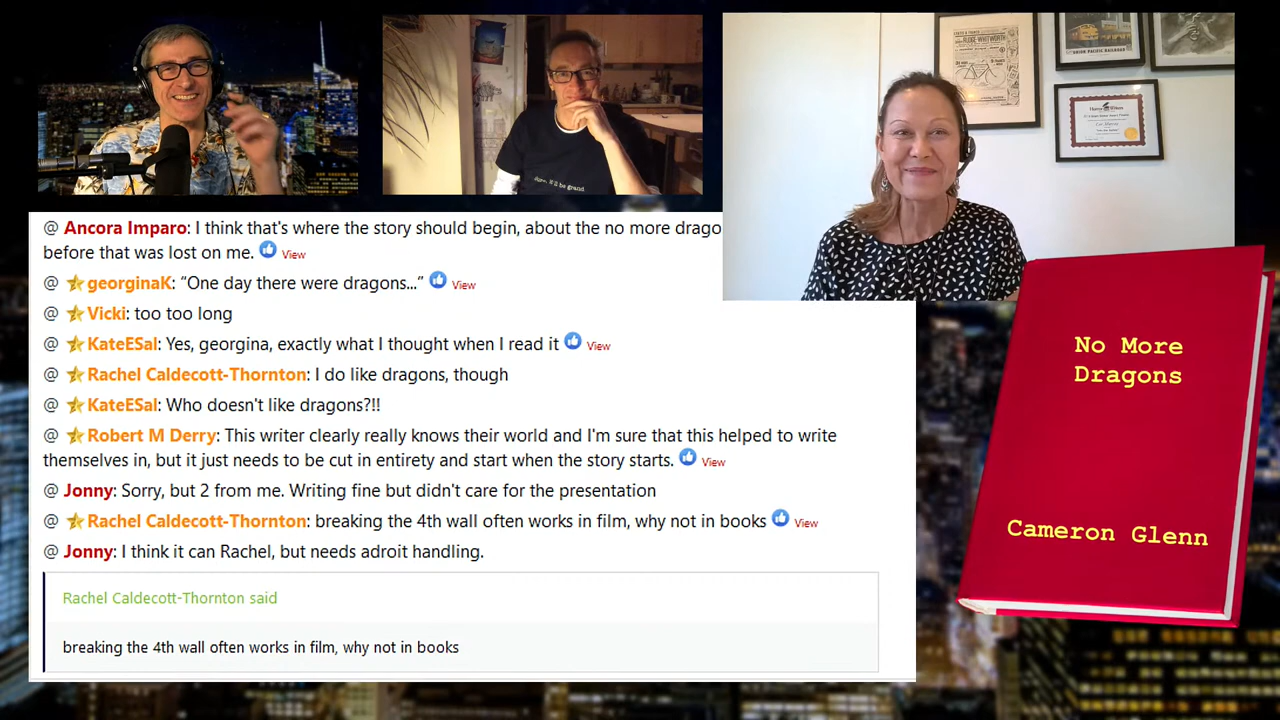 @ Ancora Imparo: I think that's where the story should begin, about the no more drago
before that was lost on me. View
@ georginaK: “One day there were dragons...” View
@ Vicki: too too long
@ KateESal: Yes, georgina, exactly what I thought when I read it View
@ Rachel Caldecott-Thornton: I do like dragons, though
@ KateESal: Who doesn't like dragons?!!
@ Robert M Derry: This writer clearly really knows their world and I'm sure that this helped to write
themselves in, but it just needs to be cut in entirety and start when the story starts. View
@ Jonny: Sorry, but 2 from me. Writing fine but didn't care for the presentation
@ Rachel Caldecott-Thornton: breaking the 4th wall often works in film, why not in books View
@ Jonny: I think it can Rachel, but needs adroit handling.
Rachel Caldecott-Thornton said
breaking the 4th wall often works in film, why not in books
No More
Dragons
Cameron Glenn